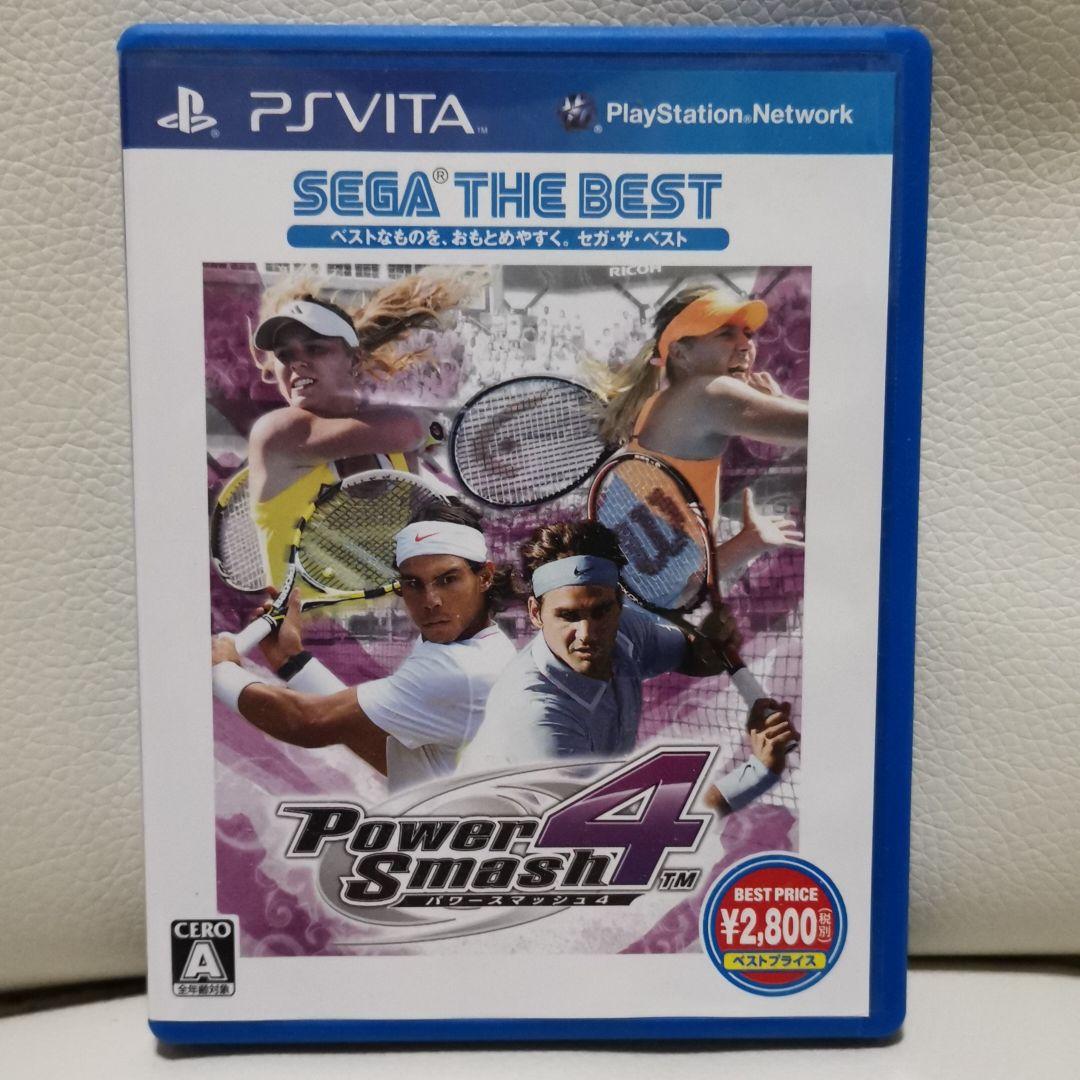 PSVITA™
PlayStation®Network
SEGA® THE BEST
ベストなものを、おもとめやすく。セガ・ザ・ベスト
RICOH
Power
Smash 4™
パワースマッシュ4
BEST PRICE
¥2,800(税別)
ベストプライス
CERO
A
全年齢対象